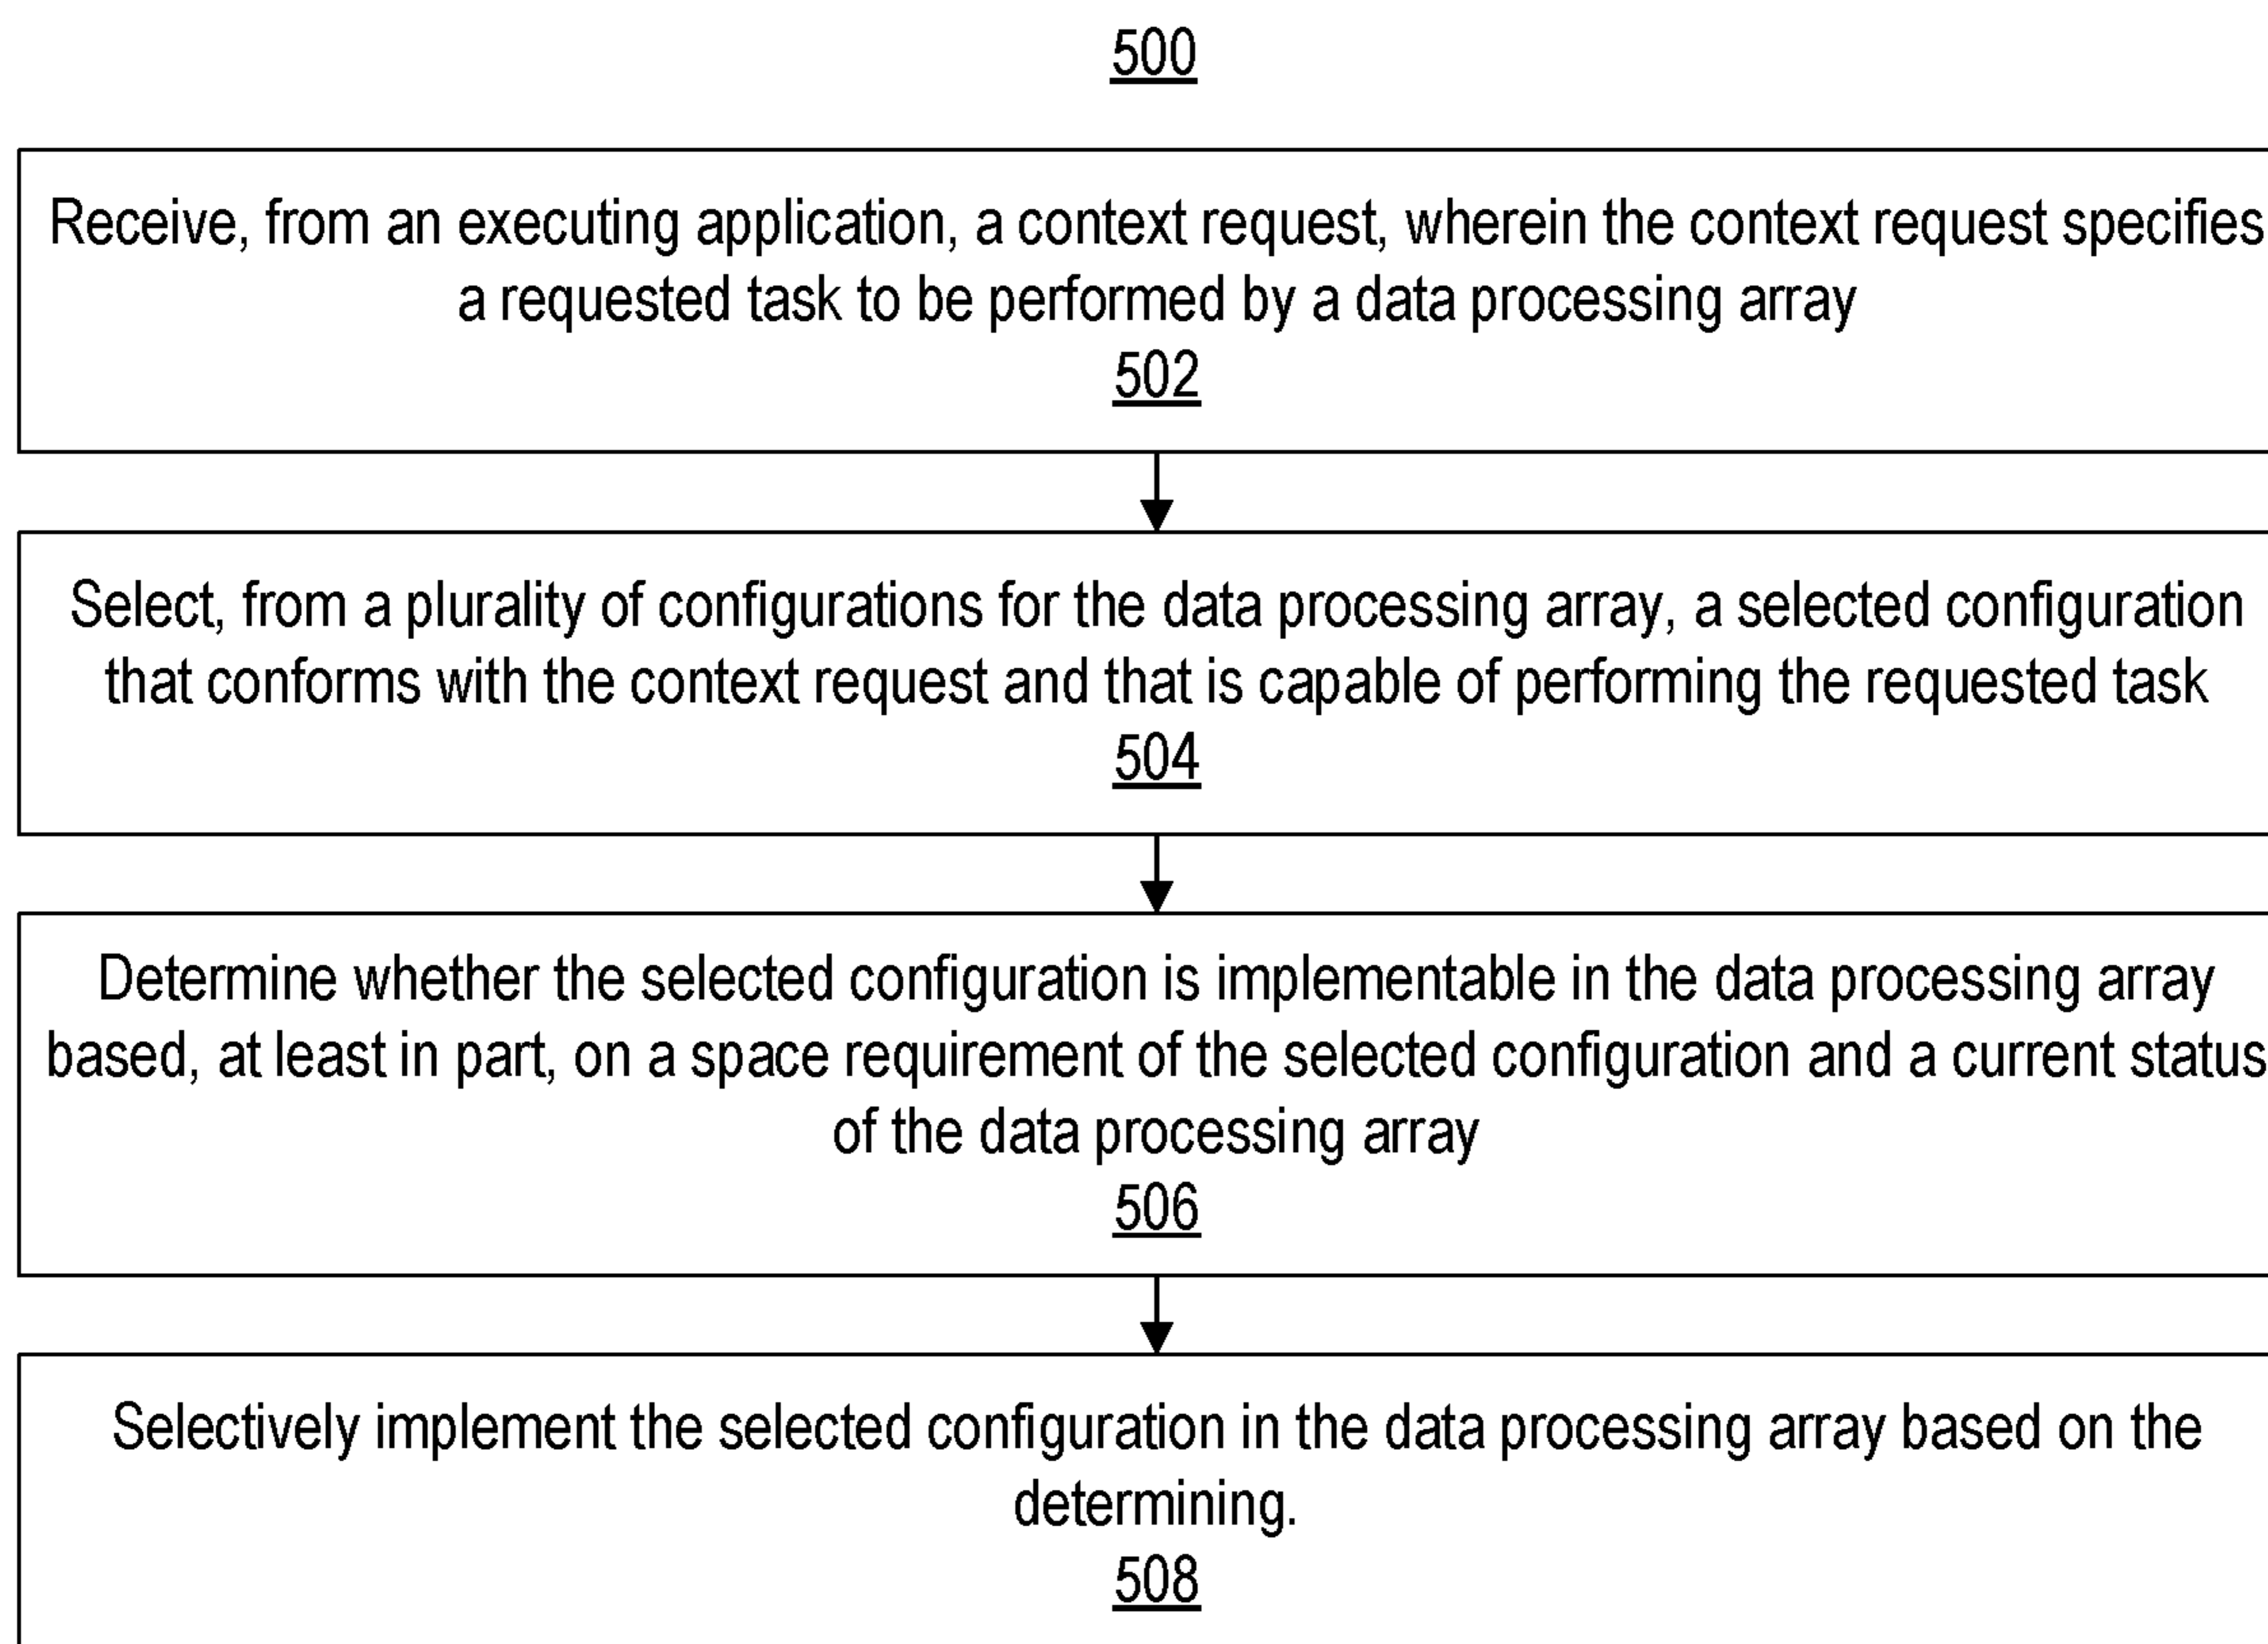 500
Receive, from an executing application, a context request, wherein the context request specifies
a requested task to be performed by a data processing array
502
Select, from a plurality of configurations for the data processing array, a selected configuration
that conforms with the context request and that is capable of performing the requested task
504
Determine whether the selected configuration is implementable in the data processing array
based, at least in part, on a space requirement of the selected configuration and a current status
of the data processing array
506
Selectively implement the selected configuration in the data processing array based on the
determining.
508